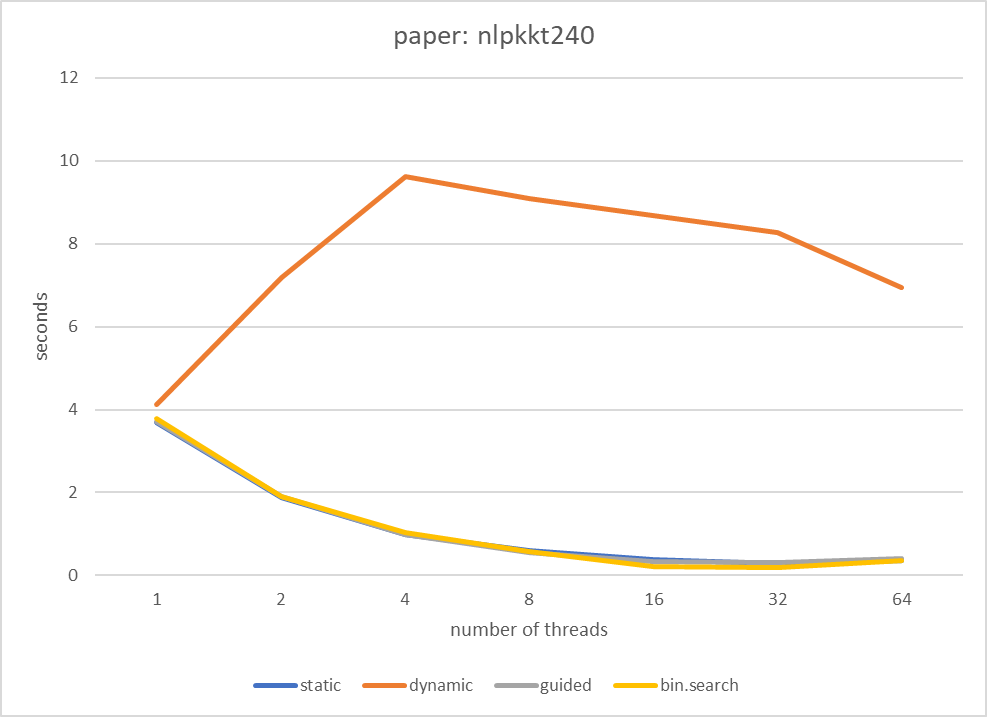 paper: nlpkkt240
12
10
8
6
4
2
0
seconds
1 2 4 8 16 32 64
number of threads
static dynamic guided bin.search